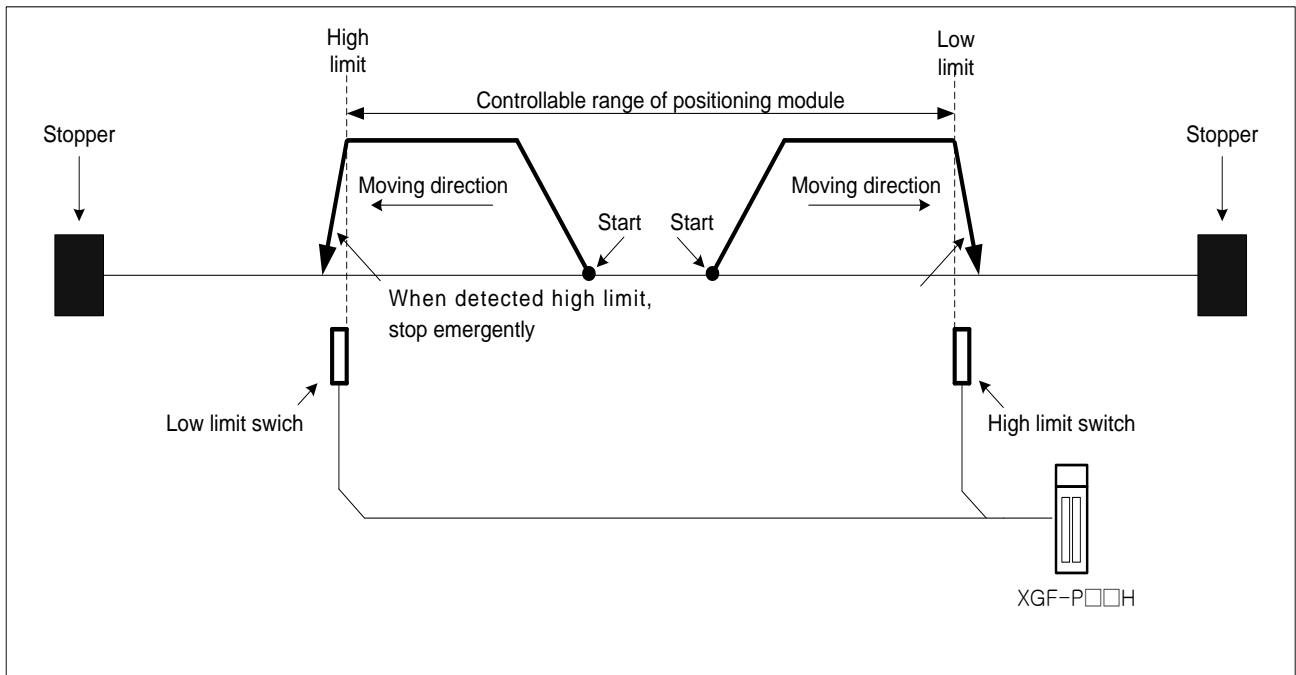 High
limit
Low
limit
Controllable range of positioning module
Stopper
Stopper
Moving direction
Moving direction
Start
Start
When detected high limit,
stop emergently
Low limit swich
High limit switch
XGF-P□□H